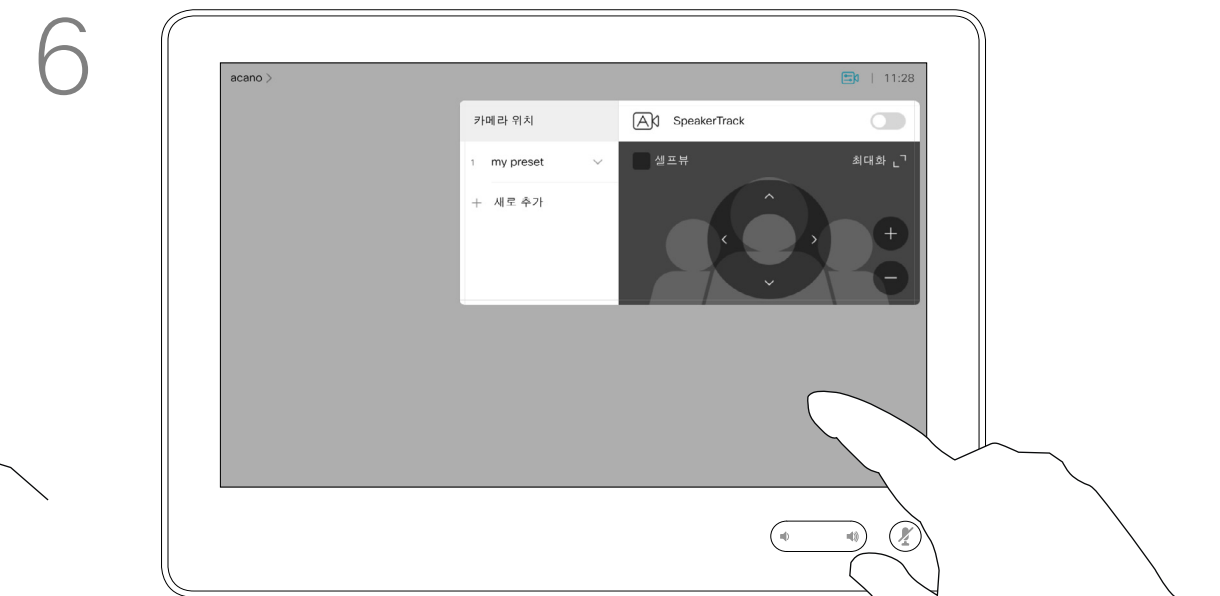 6
acano >
| 11:28
카메라 위치
SpeakerTrack
1 my preset
셀프뷰
최대화
+ 새로 추가